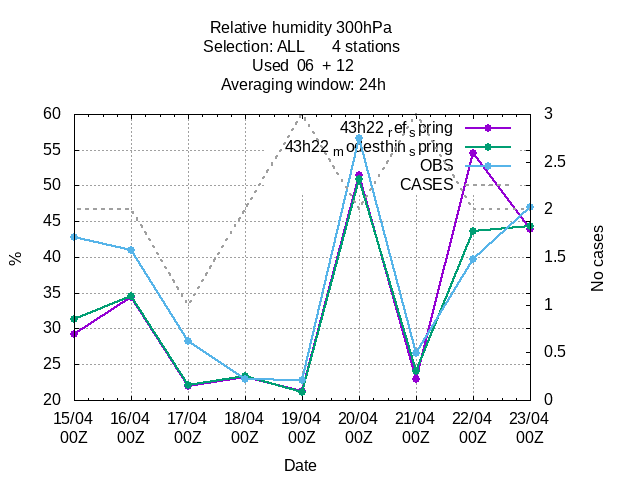 Relative humidity 300hPa
Selection: ALL      4 stations
Used  06  + 12
Averaging window: 24h
60
55
50
45
40
35
30
25
20
%
43h22_ref_spring
43h22_modesthin_spring
OBS
CASES
3
2.5
2
1.5
1
0.5
0
No cases
15/04 16/04 17/04 18/04 19/04 20/04 21/04 22/04 23/04
00Z 00Z 00Z 00Z 00Z 00Z 00Z 00Z 00Z
Date